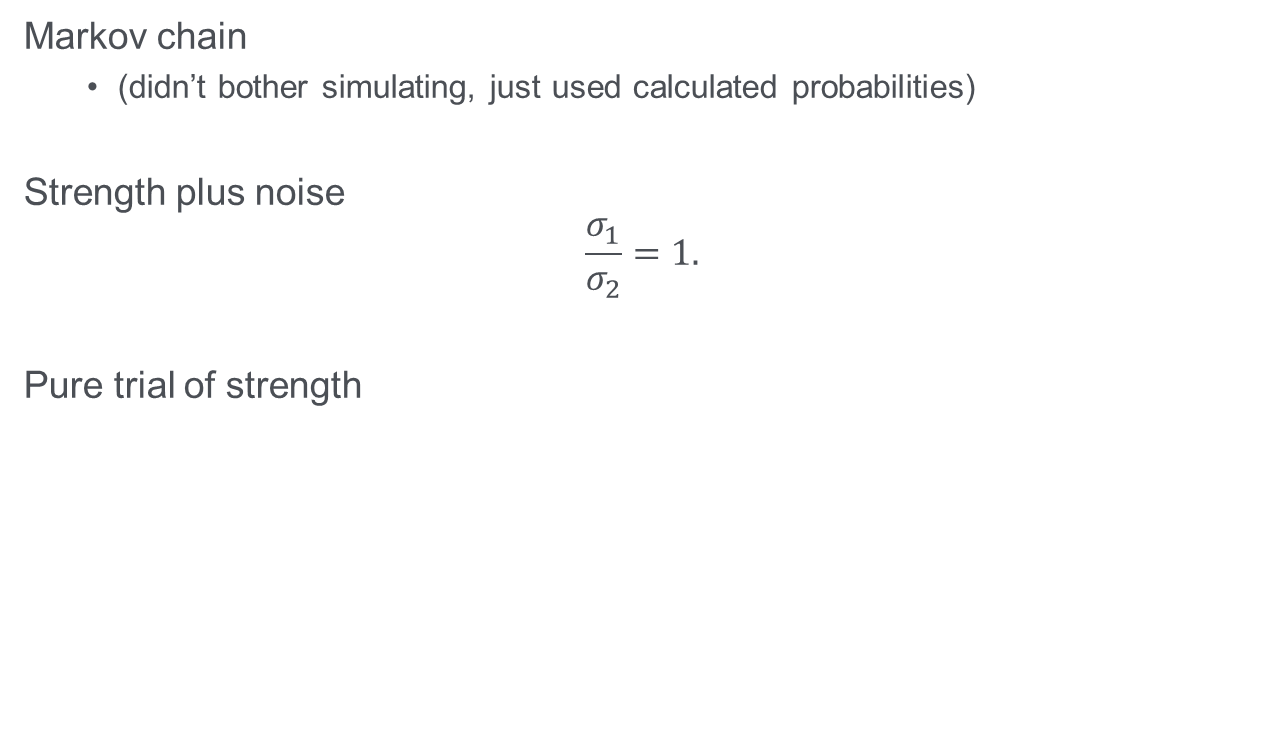 Markov chain
• (didn’t bother simulating, just used calculated probabilities)
Strength plus noise
σ₁/σ₂ = 1.
Pure trial of strength